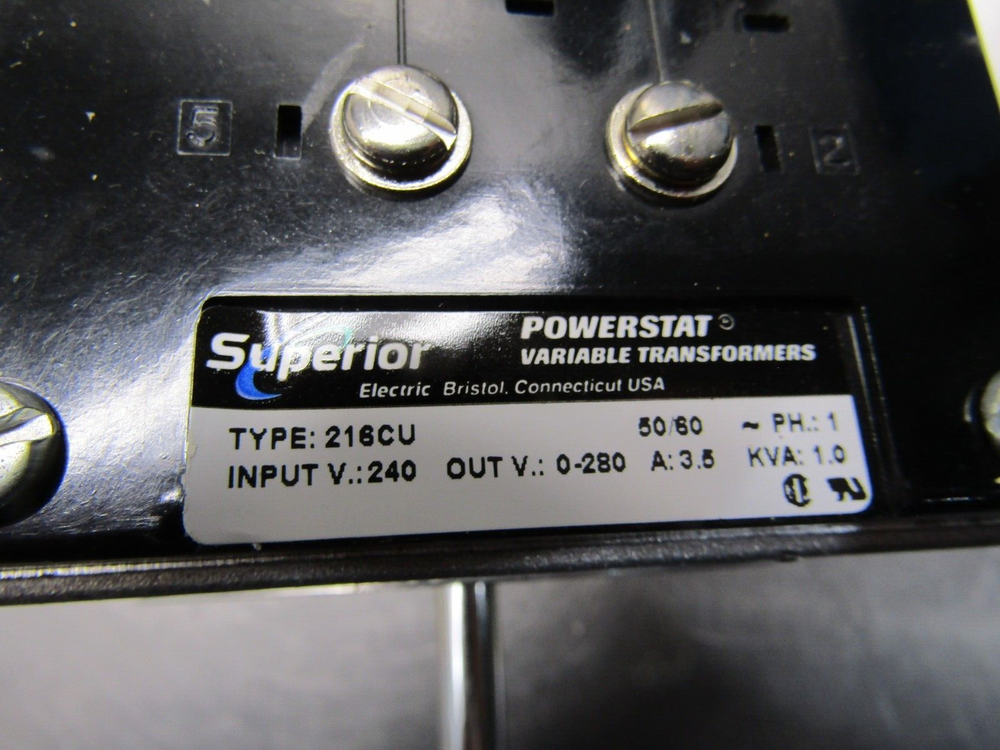 5
2
Superior
POWERSTAT®
VARIABLE TRANSFORMERS
Electric Bristol, Connecticut USA
TYPE: 216CU 50/60 ~ PH.: 1
INPUT V.: 240 OUT V.: 0-280 A: 3.5 KVA: 1.0